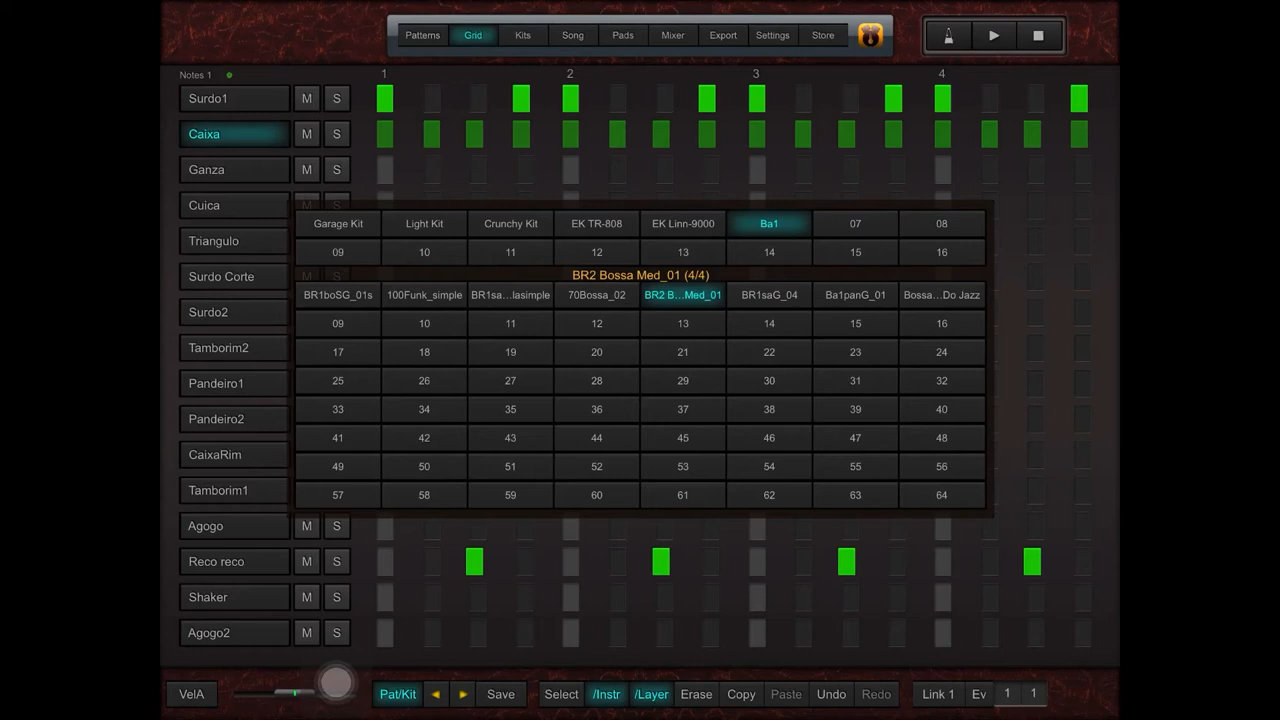 Patterns Grid Kits Song Pads Mixer Export Settings Store
Notes 1 1 2 3 4
Surdo1 M S
Caixa M S
Ganza M S
Cuica M S
Garage Kit Light Kit Crunchy Kit EK TR-808 EK Linn-9000 Ba1 07 08
Triangulo
09 10 11 12 13 14 15 16
Surdo Corte M S
BR2 Bossa Med_01 (4/4)
BR1boSG_01s 100Funk_simple BR1sa...lasimple 70Bossa_02 BR2 B...Med_01 BR1saG_04 Ba1panG_01 Bossa...Do Jazz
Surdo2
09 10 11 12 13 14 15 16
Tamborim2
17 18 19 20 21 22 23 24
Pandeiro1
25 26 27 28 29 30 31 32
Pandeiro2
33 34 35 36 37 38 39 40
CaixaRim
41 42 43 44 45 46 47 48
49 50 51 52 53 54 55 56
Tamborim1
57 58 59 60 61 62 63 64
Agogo M S
Reco reco M S
Shaker M S
Agogo2 M S
VelA Pat/Kit Save Select /Instr /Layer Erase Copy Paste Undo Redo Link 1 Ev 1 1